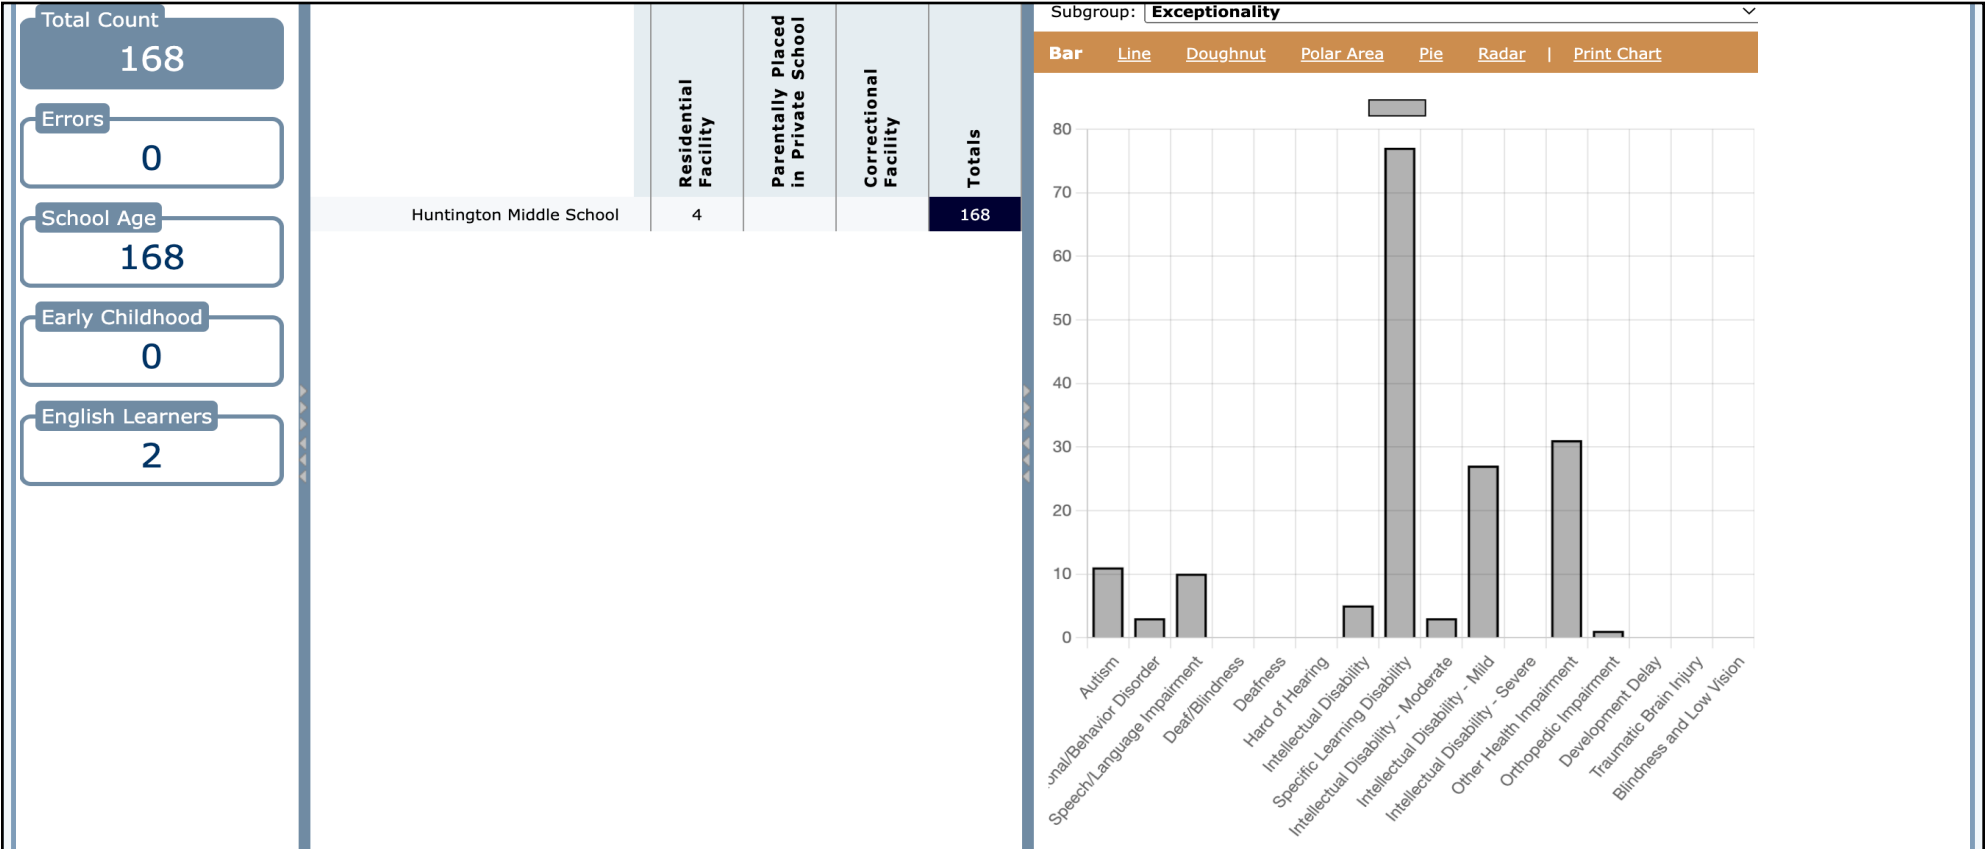 Total Count
168
Errors
0
School Age
168
Early Childhood
0
English Learners
2
Residential
Facility
Parentally Placed
in Private School
Correctional
Facility
Totals
Huntington Middle School 4 168
Subgroup: Exceptionality
Bar Line Doughnut Polar Area Pie Radar | Print Chart
80
70
60
50
40
30
20
10
0
Autism
onal/Behavior Disorder
Speech/Language Impairment
Deaf/Blindness
Deafness
Hard of Hearing
Intellectual Disability
Specific Learning Disability
Intellectual Disability - Moderate
Intellectual Disability - Mild
Intellectual Disability - Severe
Other Health Impairment
Orthopedic Impairment
Development Delay
Traumatic Brain Injury
Blindness and Low Vision